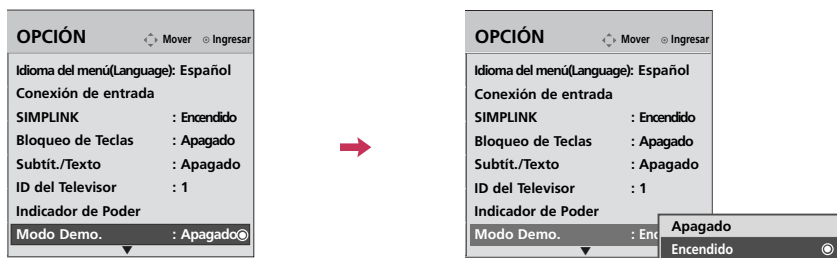 OPCIÓN Mover Ingresar
Idioma del menú(Language): Español
Conexión de entrada
SIMPLINK : Encendido
Bloqueo de Teclas : Apagado
Subtít./Texto : Apagado
ID del Televisor : 1
Indicador de Poder
Modo Demo. : Apagado
OPCIÓN Mover Ingresar
Idioma del menú(Language): Español
Conexión de entrada
SIMPLINK : Encendido
Bloqueo de Teclas : Apagado
Subtít./Texto : Apagado
ID del Televisor : 1
Indicador de Poder
Modo Demo. : Enc
Apagado
Encendido